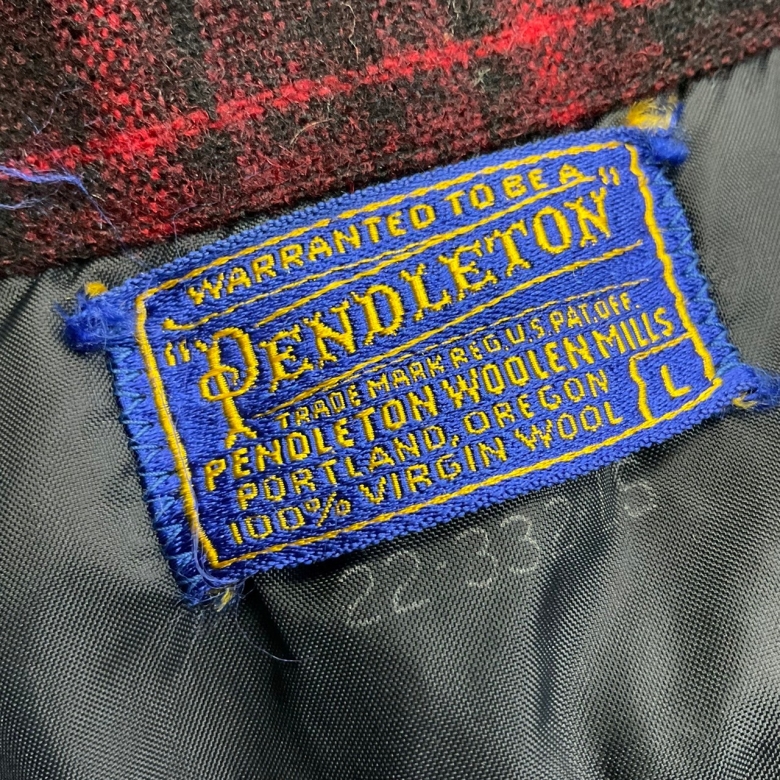 WARRANTED TO BE A
"PENDLETON"
TRADE MARK REG. U.S. PAT. OFF.
PENDLETON WOOLEN MILLS
PORTLAND, OREGON
L
100% VIRGIN WOOL